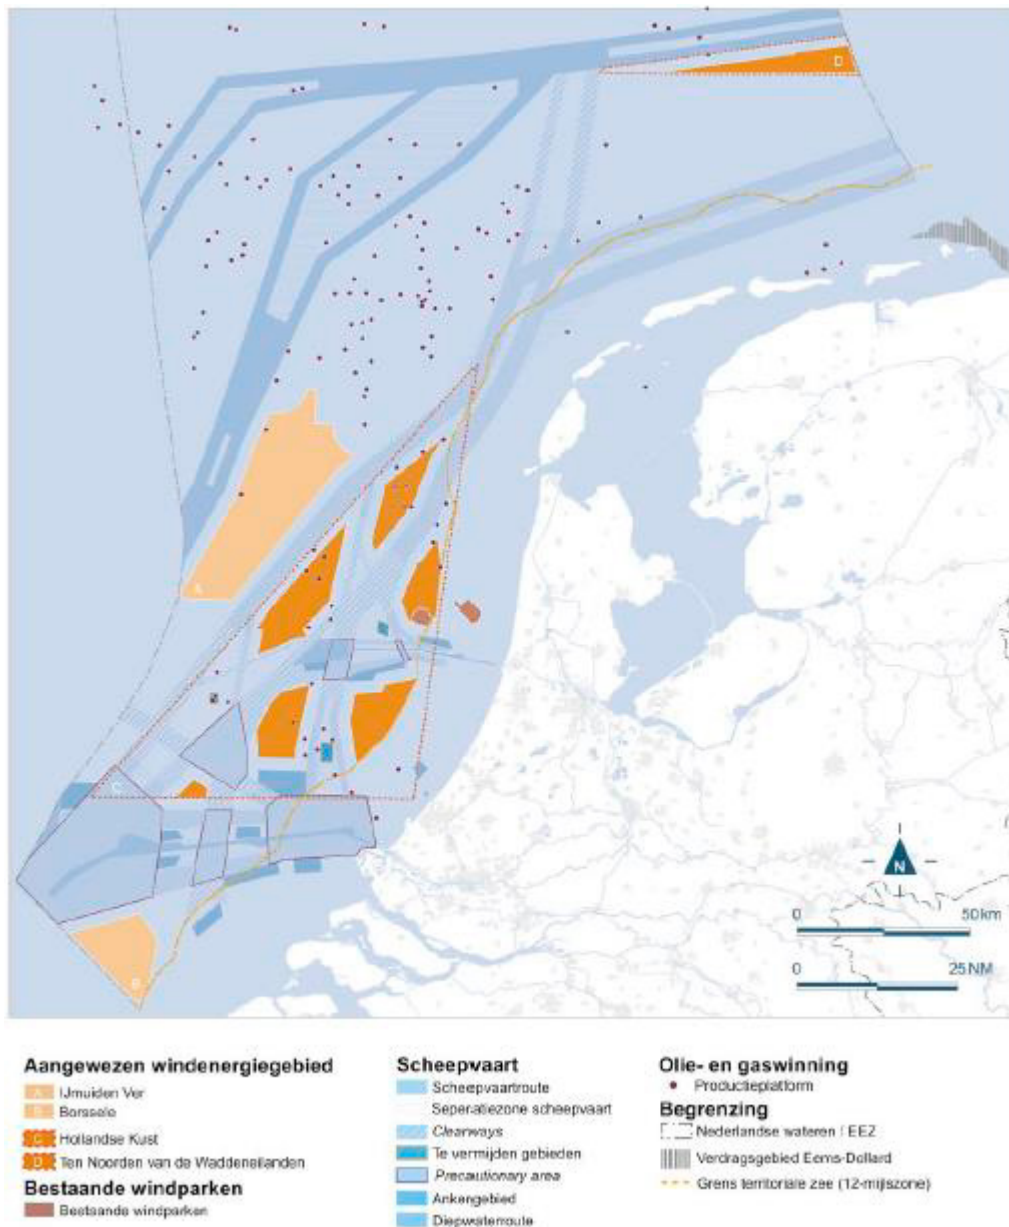 D
A
C
B
N
0 50km
0 25NM
Aangewezen windenergiegebied
A IJmuiden Ver
B Borssele
C Hollandse Kust
D Ten Noorden van de Waddeneilanden
Bestaande windparken
Bestaande windparken
Scheepvaart
Scheepvaartroute
Seperatiezone scheepvaart
Clearways
Te vermijden gebieden
Precautionary area
Ankergebied
Diepwaterroute
Olie- en gaswinning
Productieplatform
Begrenzing
Nederlandse wateren / EEZ
Verdragsgebied Eems-Dollard
Grens territoriale zee (12-mijlszone)